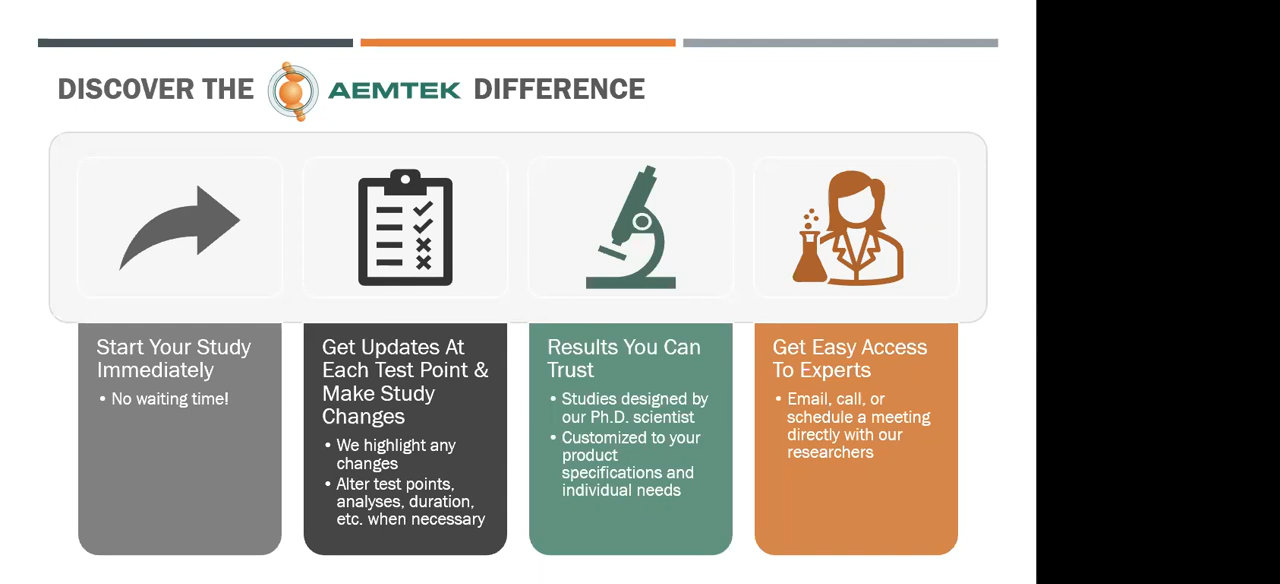 DISCOVER THE AEMTEK DIFFERENCE
Start Your Study
Immediately
• No waiting time!
Get Updates At
Each Test Point &
Make Study
Changes
• We highlight any
changes
• Alter test points,
analyses, duration,
etc. when necessary
Results You Can
Trust
• Studies designed by
our Ph.D. scientist
• Customized to your
product
specifications and
individual needs
Get Easy Access
To Experts
• Email, call, or
schedule a meeting
directly with our
researchers